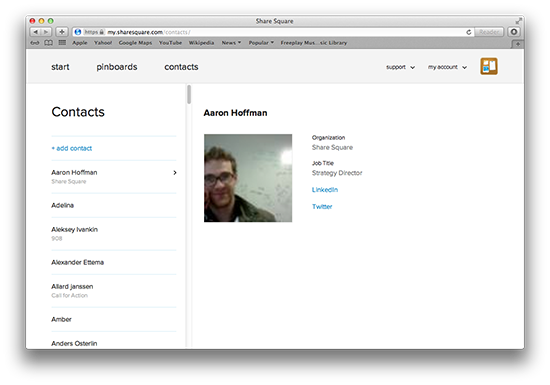 Share Square
https my.sharesquare.com/contacts/
Reader
Apple Yahoo! Google Maps YouTube Wikipedia News Popular Freeplay Mus...sic Library
start pinboards contacts support my account
Contacts
+ add contact
Aaron Hoffman
Share Square
Adelina
Aleksey Ivankin
908
Alexander Ettema
Allard janssen
Call for Action
Amber
Anders Osterlin
Aaron Hoffman
Organization
Share Square
Job Title
Strategy Director
LinkedIn
Twitter